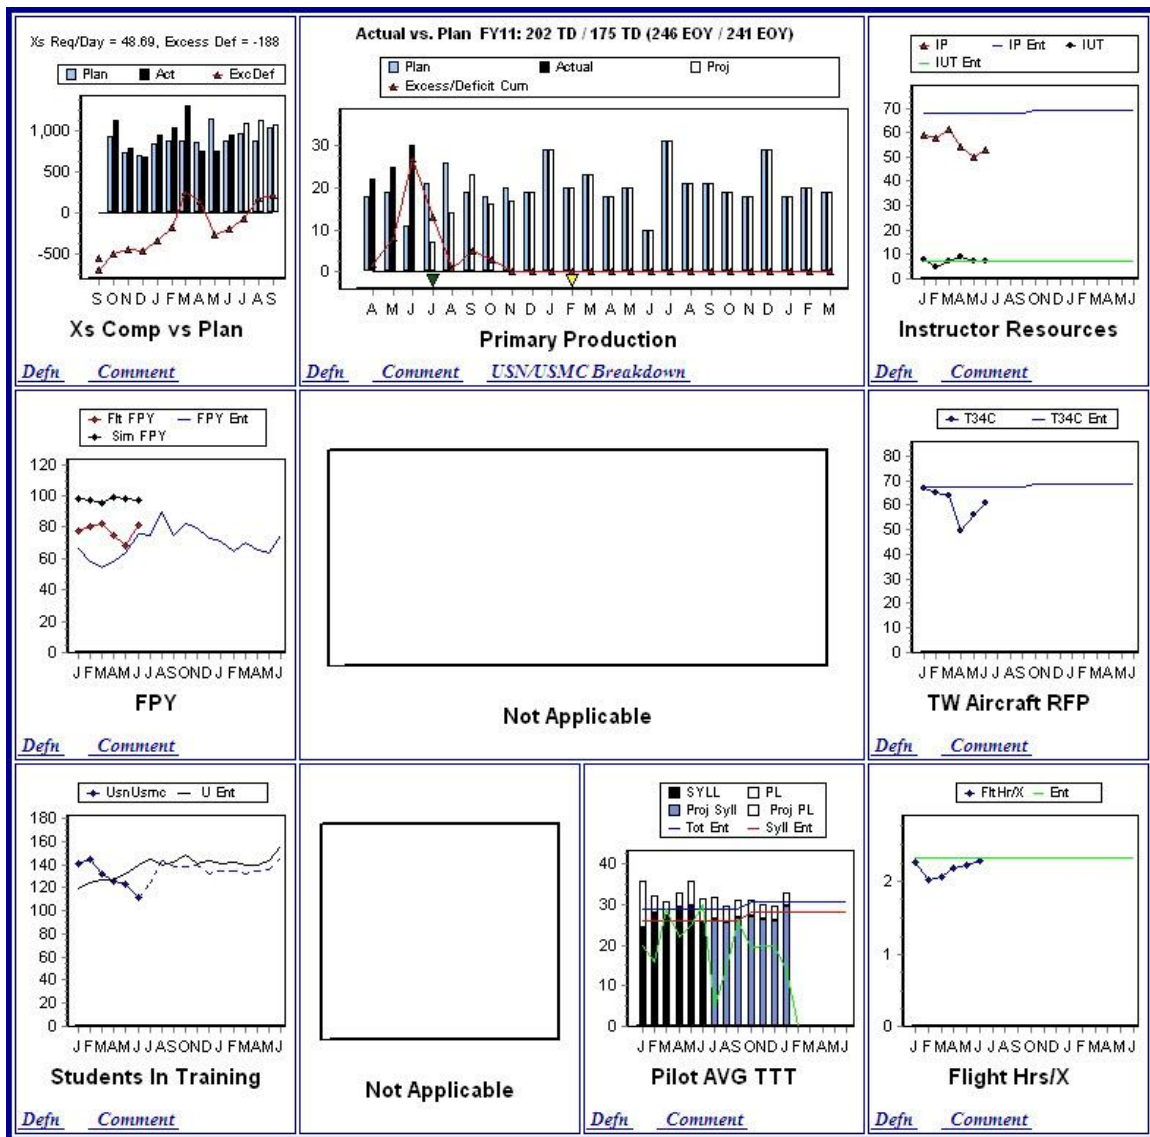 Xs Req/Day = 48.69, Excess Def = -188
Plan Act ExcDef
1,000
500
0
-500
S O N D J F M A M J J A S
Xs Comp vs Plan
Defn Comment
Actual vs. Plan FY11: 202 TD / 175 TD (246 EOY / 241 EOY)
Plan Actual Proj
Excess/Deficit Cum
30
20
10
0
A M J J A S O N D J F M A M J J A S O N D J F M
Primary Production
Defn Comment USN/USMC Breakdown
IP IP Ent IUT
IUT Ent
70
60
50
40
30
20
10
0
J F M A M J J A S O N D J F M A M J
Instructor Resources
Defn Comment
Flt FPY FPY Ent
Sim FPY
120
100
80
60
40
20
0
J F M A M J J A S O N D J F M A M J
FPY
Defn Comment
Not Applicable
T34C T34C Ent
80
70
60
50
40
30
20
10
0
J F M A M J J A S O N D J F M A M J
TW Aircraft RFP
Defn Comment
UsnUsmc U Ent
180
160
140
120
100
80
60
40
20
0
J F M A M J J A S O N D J F M A M J
Students In Training
Defn Comment
Not Applicable
SYLL PL
Proj Syll Proj PL
Tot Ent Syll Ent
40
30
20
10
0
J F M A M J J A S O N D J F M A M J
Pilot AVG TTT
Defn Comment
FltHr/X Ent
2
1
0
J F M A M J J A S O N D J F M A M J
Flight Hrs/X
Defn Comment